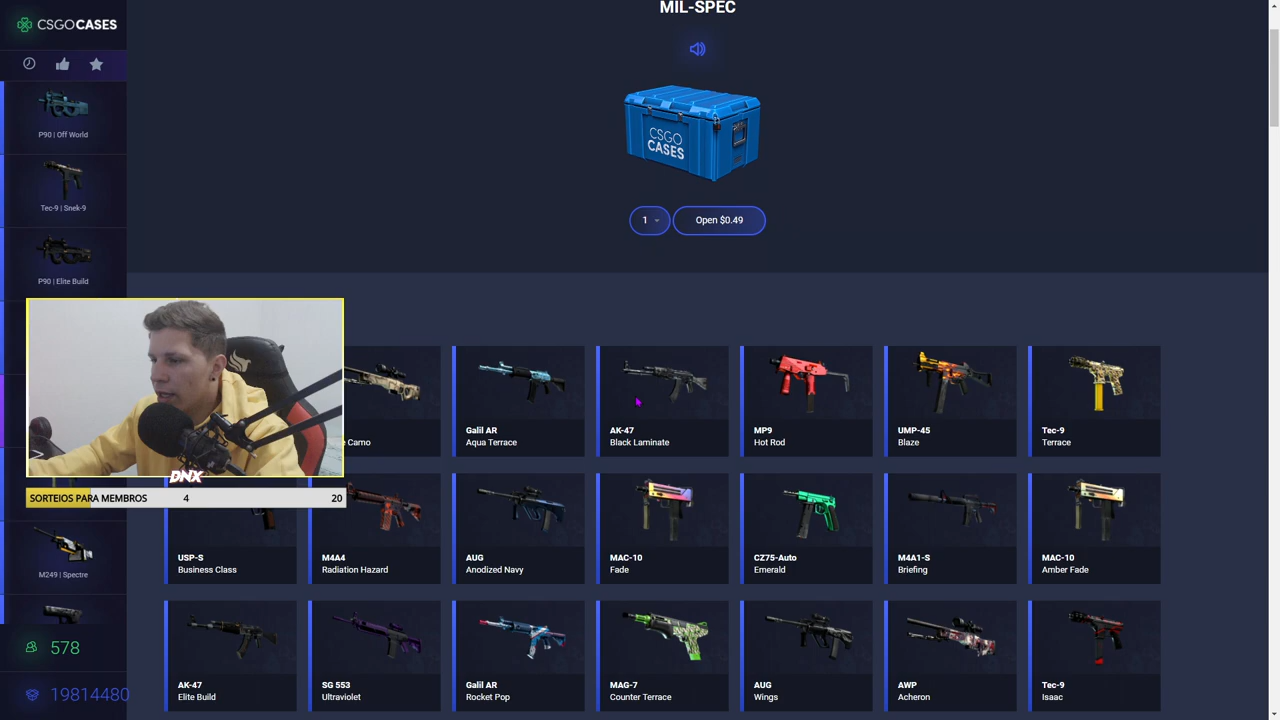 MIL-SPEC
CSGOCASES
CSGO
CASES
1
Open $0.49
P90 | Off World
Tec-9 | Snek-9
P90 | Elite Build
M249 | Spectre
578
19814480
DNX
SORTEIOS PARA MEMBROS 4 20
Camo
Galil AR
Aqua Terrace
AK-47
Black Laminate
MP9
Hot Rod
UMP-45
Blaze
Tec-9
Terrace
USP-S
Business Class
M4A4
Radiation Hazard
AUG
Anodized Navy
MAC-10
Fade
CZ75-Auto
Emerald
M4A1-S
Briefing
MAC-10
Amber Fade
AK-47
Elite Build
SG 553
Ultraviolet
Galil AR
Rocket Pop
MAG-7
Counter Terrace
AUG
Wings
AWP
Acheron
Tec-9
Isaac